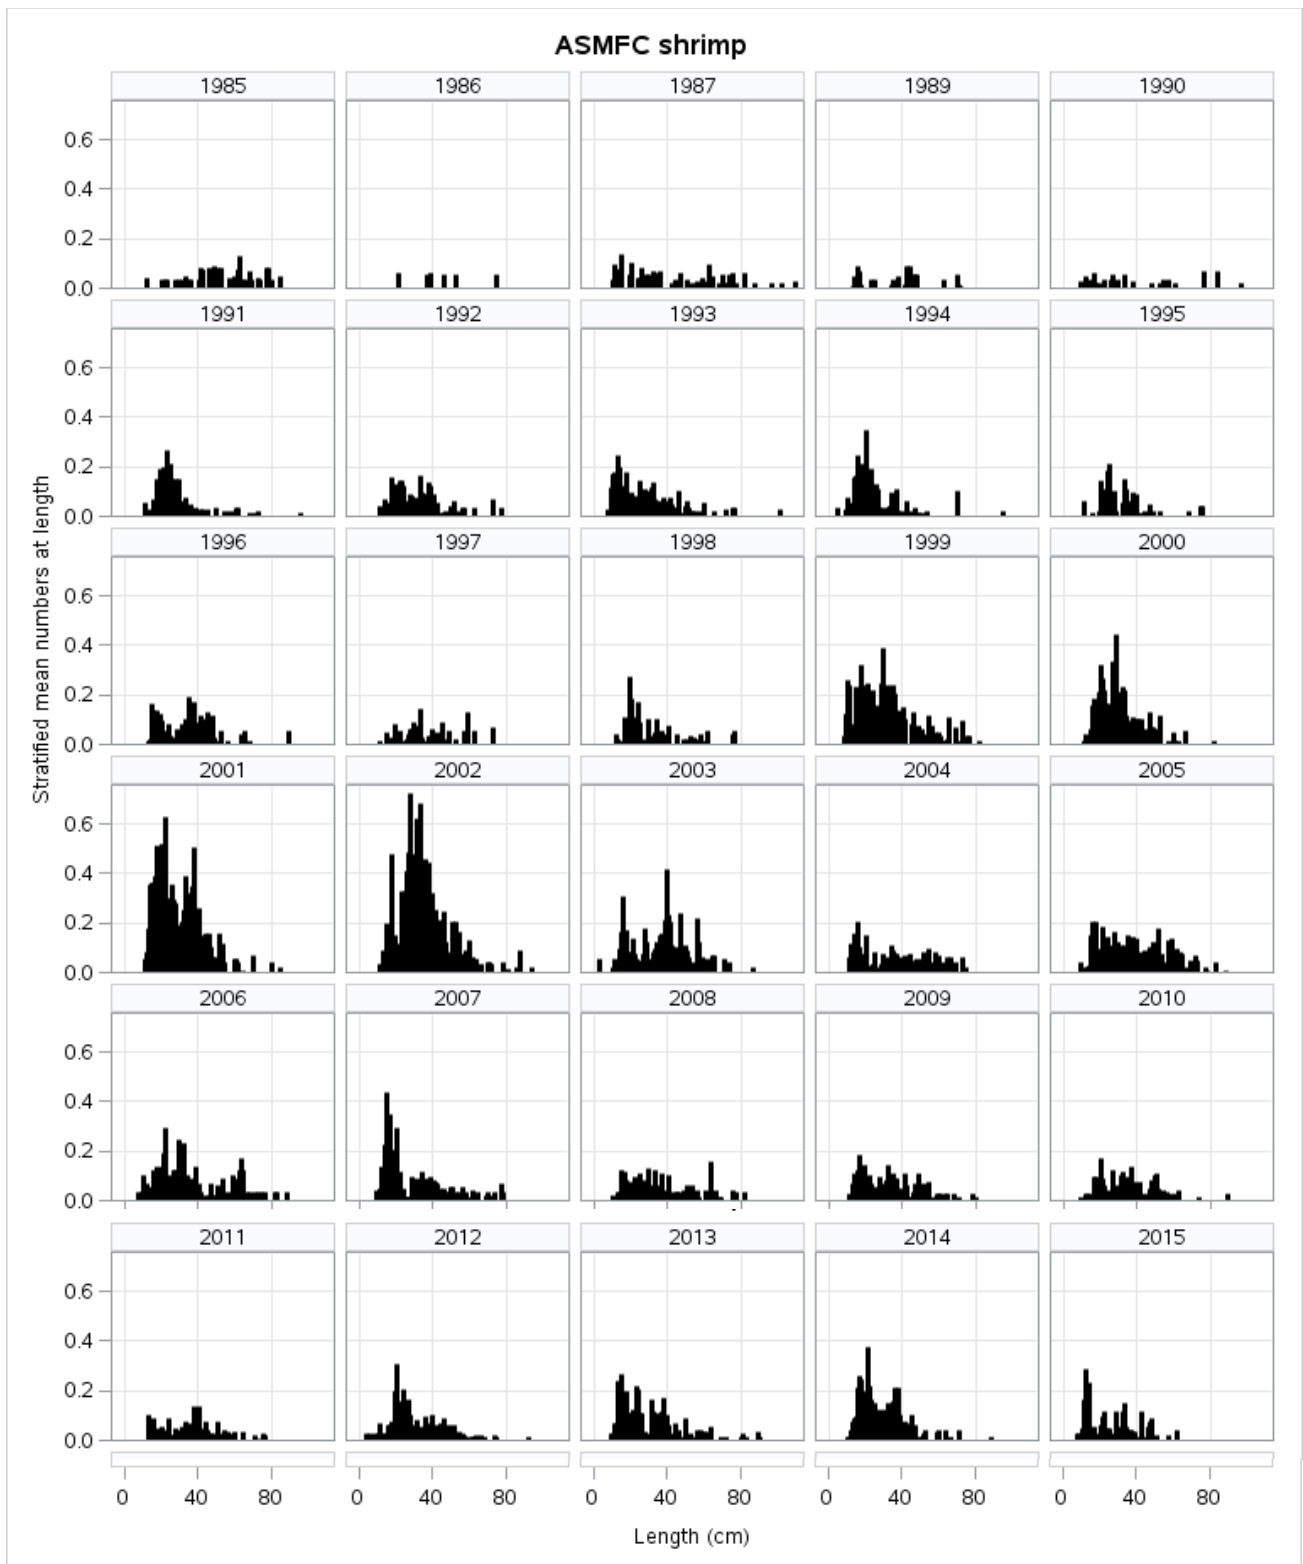 ASMFC shrimp
1985 1986 1987 1989 1990
0.6
0.4
0.2
0.0
1991 1992 1993 1994 1995
0.6
0.4
0.2
0.0
Stratified mean numbers at length
1996 1997 1998 1999 2000
0.6
0.4
0.2
0.0
2001 2002 2003 2004 2005
0.6
0.4
0.2
0.0
2006 2007 2008 2009 2010
0.6
0.4
0.2
0.0
2011 2012 2013 2014 2015
0.6
0.4
0.2
0.0
0 40 80 0 40 80 0 40 80 0 40 80 0 40 80
Length (cm)